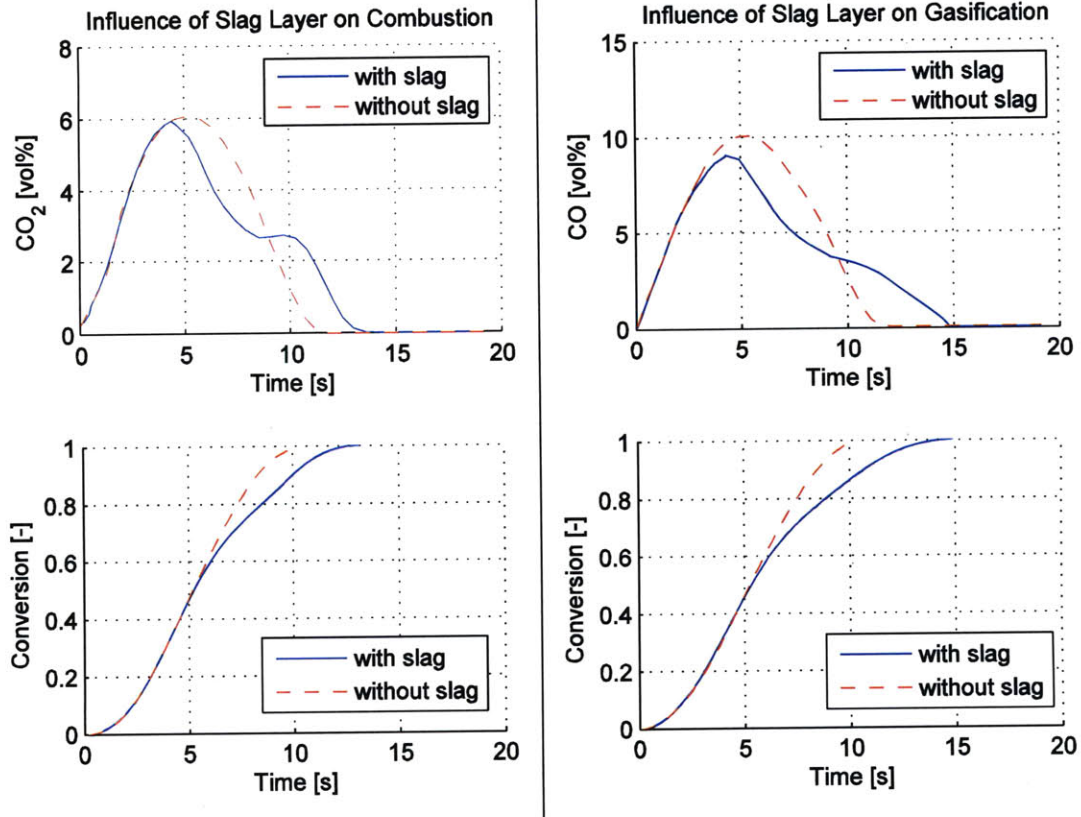 Influence of Slag Layer on Combustion
8
6
4
2
0
CO2 [vol%]
with slag
without slag
0 5 10 15 20
Time [s]
1
0.8
0.6
0.4
0.2
0
Conversion [-]
with slag
without slag
0 5 10 15 20
Time [s]
Influence of Slag Layer on Gasification
15
10
5
0
CO [vol%]
with slag
without slag
0 5 10 15 20
Time [s]
1
0.8
0.6
0.4
0.2
0
Conversion [-]
with slag
without slag
0 5 10 15 20
Time [s]